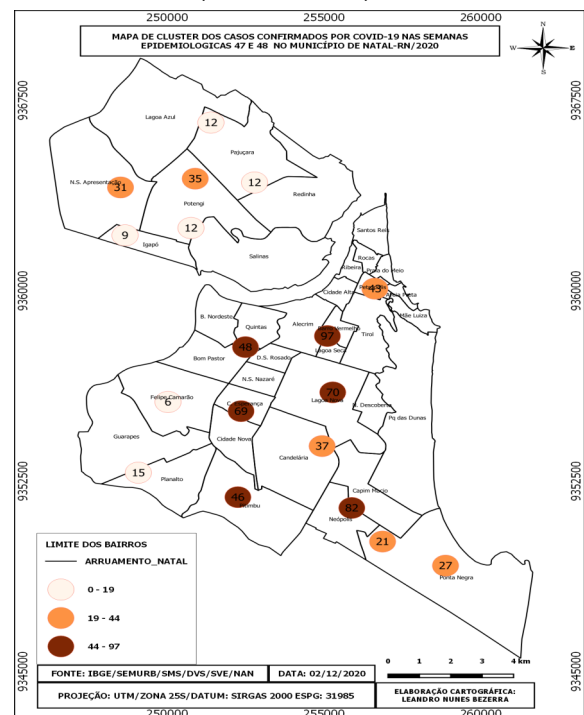 250000 255000 260000
MAPA DE CLUSTER DOS CASOS CONFIRMADOS POR COVID-19 NAS SEMANAS
EPIDEMIOLOGICAS 47 E 48 NO MUNICÍPIO DE NATAL-RN/2020
N
W E
S
9367500
9367500
Lagoa Azul
12
Pajuçara
N.S. Apresentação
31
35
12
Redinha
Potengi
12
9
Igapó
Salinas
Santos Reis
Rocas
Ribeira
Praia do Meio
9360000
9360000
Cidade Alta
43
Areia Preta
Mãe Luiza
B. Nordesto
Quintas
Alecrim
97
Tirol
Lagoa Seca
48
Bom Pastor
D.S. Rosado
N.S. Nazaré
70
Lagoa Nova
N. Descoberta
Felipe Camarão
6
69
Pq das Dunas
Guarapes
Cidade Nova
37
Candelária
9352500
9352500
15
Planalto
46
Capim Macio
82
Neópolis
21
27
Ponta Negra
LIMITE DOS BAIRROS
ARRUAMENTO_NATAL
0 - 19
19 - 44
44 - 97
9345000
9345000
0 1 2 3 4 km
FONTE: IBGE/SEMURB/SMS/DVS/SVE/NAN
DATA: 02/12/2020
PROJEÇÃO: UTM/ZONA 25S/DATUM: SIRGAS 2000 ESPG: 31985
ELABORAÇÃO CARTOGRÁFICA:
LEANDRO NUNES BEZERRA
250000 255000 260000